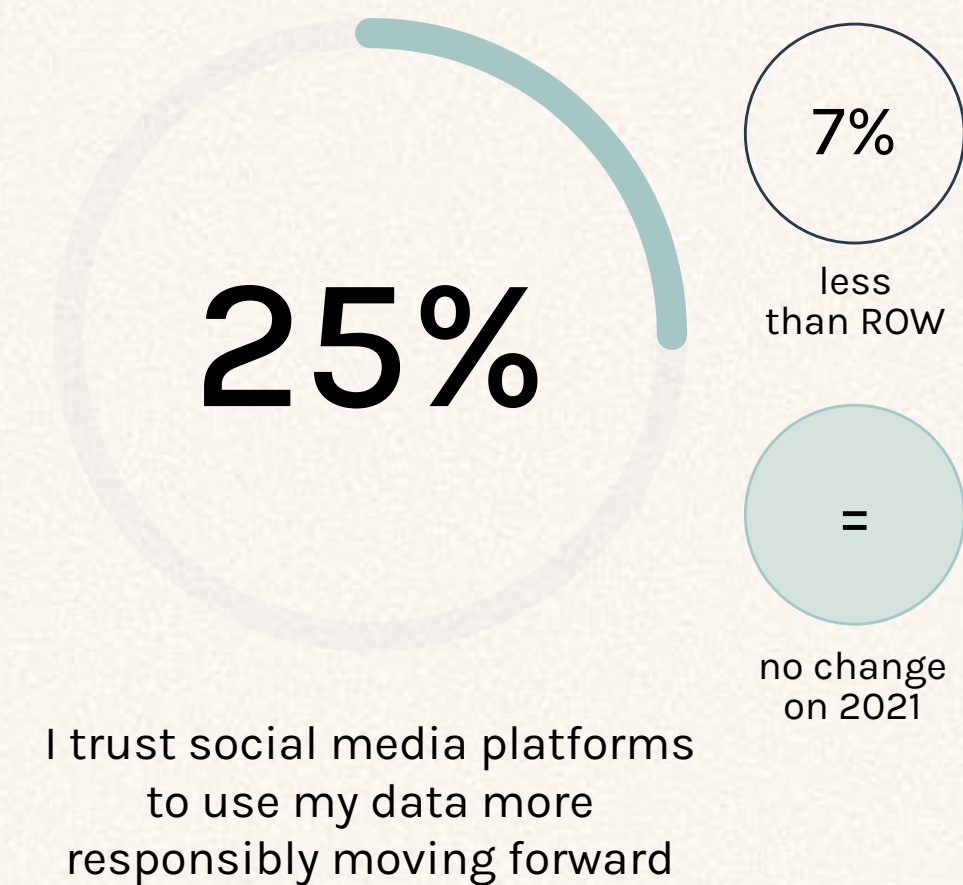 25%
I trust social media platforms
to use my data more
responsibly moving forward
7%
less
than ROW
=
no change
on 2021